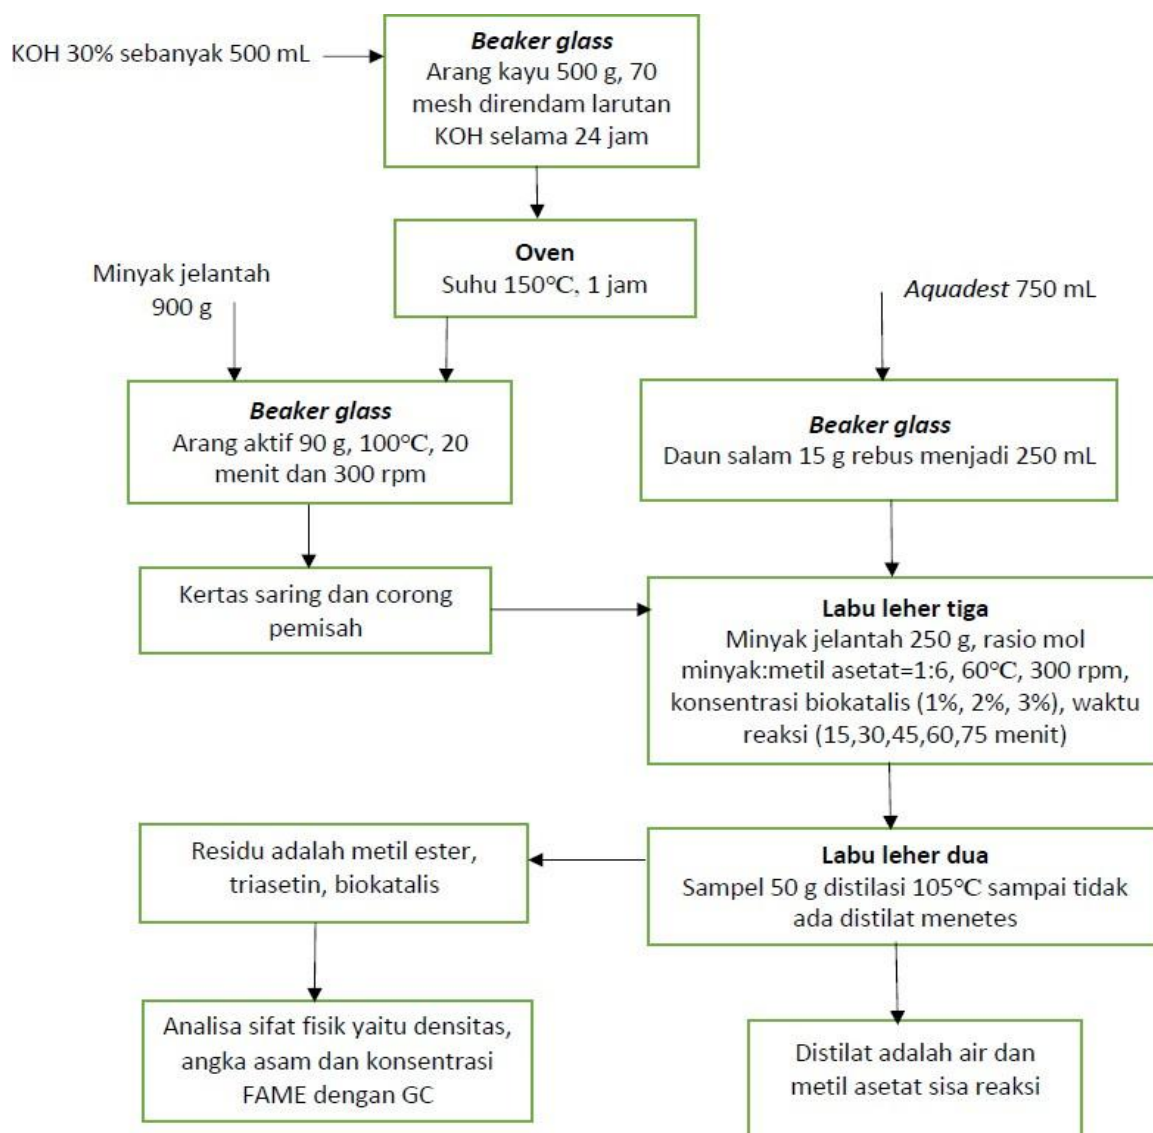 KOH 30% sebanyak 500 mL
Beaker glass
Arang kayu 500 g, 70
mesh direndam larutan
KOH selama 24 jam
Oven
Suhu 150°C, 1 jam
Minyak jelantah
900 g
Aquadest 750 mL
Beaker glass
Arang aktif 90 g, 100°C, 20
menit dan 300 rpm
Beaker glass
Daun salam 15 g rebus menjadi 250 mL
Kertas saring dan corong
pemisah
Labu leher tiga
Minyak jelantah 250 g, rasio mol
minyak:metil asetat=1:6, 60°C, 300 rpm,
konsentrasi biokatalis (1%, 2%, 3%), waktu
reaksi (15,30,45,60,75 menit)
Residu adalah metil ester,
triasetin, biokatalis
Labu leher dua
Sampel 50 g distilasi 105°C sampai tidak
ada distilat menetes
Analisa sifat fisik yaitu densitas,
angka asam dan konsentrasi
FAME dengan GC
Distilat adalah air dan
metil asetat sisa reaksi